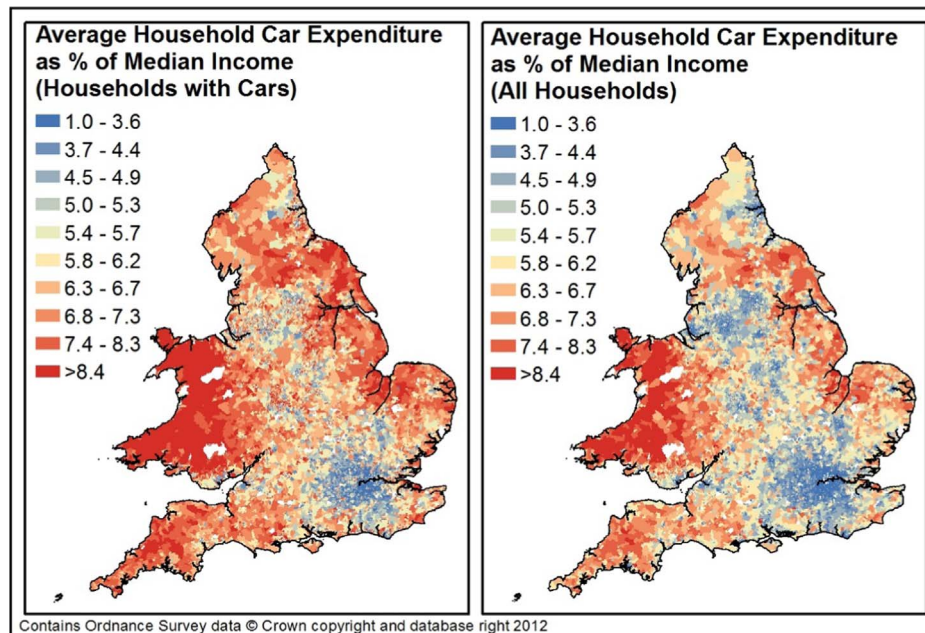 Average Household Car Expenditure
as % of Median Income
(Households with Cars)
1.0 - 3.6
3.7 - 4.4
4.5 - 4.9
5.0 - 5.3
5.4 - 5.7
5.8 - 6.2
6.3 - 6.7
6.8 - 7.3
7.4 - 8.3
>8.4
Average Household Car Expenditure
as % of Median Income
(All Households)
1.0 - 3.6
3.7 - 4.4
4.5 - 4.9
5.0 - 5.3
5.4 - 5.7
5.8 - 6.2
6.3 - 6.7
6.8 - 7.3
7.4 - 8.3
>8.4
Contains Ordnance Survey data © Crown copyright and database right 2012